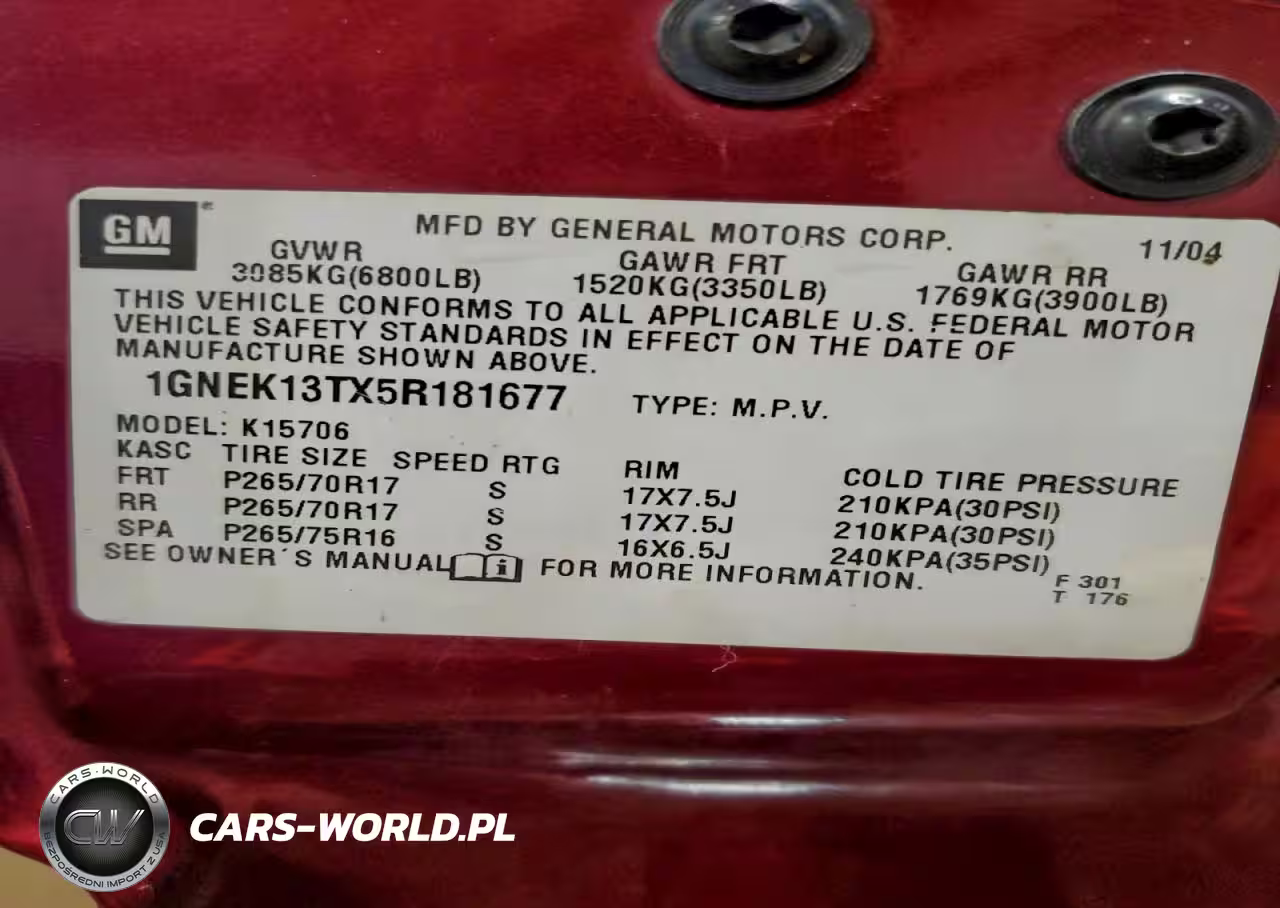 GM
MFD BY GENERAL MOTORS CORP. 11/04
GVWR GAWR FRT GAWR RR
3085KG(6800LB) 1520KG(3350LB) 1769KG(3900LB)
THIS VEHICLE CONFORMS TO ALL APPLICABLE U.S. FEDERAL MOTOR
VEHICLE SAFETY STANDARDS IN EFFECT ON THE DATE OF
MANUFACTURE SHOWN ABOVE.
1GNEK13TX5R181677 TYPE: M.P.V.
MODEL: K15706
KASC TIRE SIZE SPEED RTG RIM COLD TIRE PRESSURE
FRT P265/70R17 S 17X7.5J 210KPA(30PSI)
RR P265/70R17 S 17X7.5J 210KPA(30PSI)
SPA P265/75R16 S 16X6.5J 240KPA(35PSI)
SEE OWNER´S MANUAL i FOR MORE INFORMATION.
F 301
T 176
CARS-WORLD
CW
BEZPOŚREDNI IMPORT Z USA
CARS-WORLD.PL